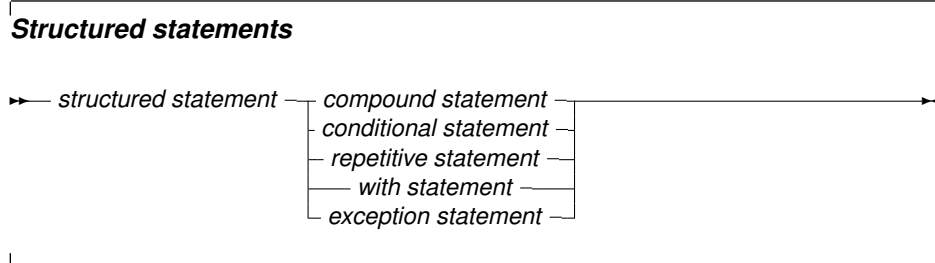 Structured statements
structured statement compound statement
conditional statement
repetitive statement
with statement
exception statement